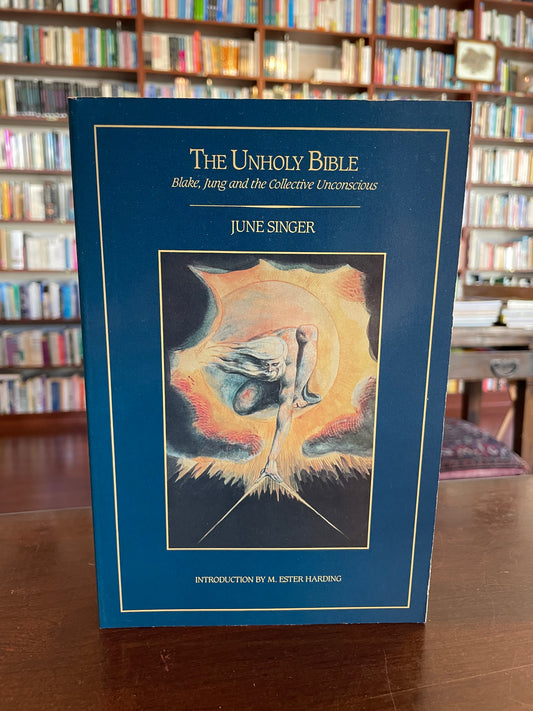 THE UNHOLY BIBLE
Blake, Jung and the Collective Unconscious
JUNE SINGER
INTRODUCTION BY M. ESTER HARDING